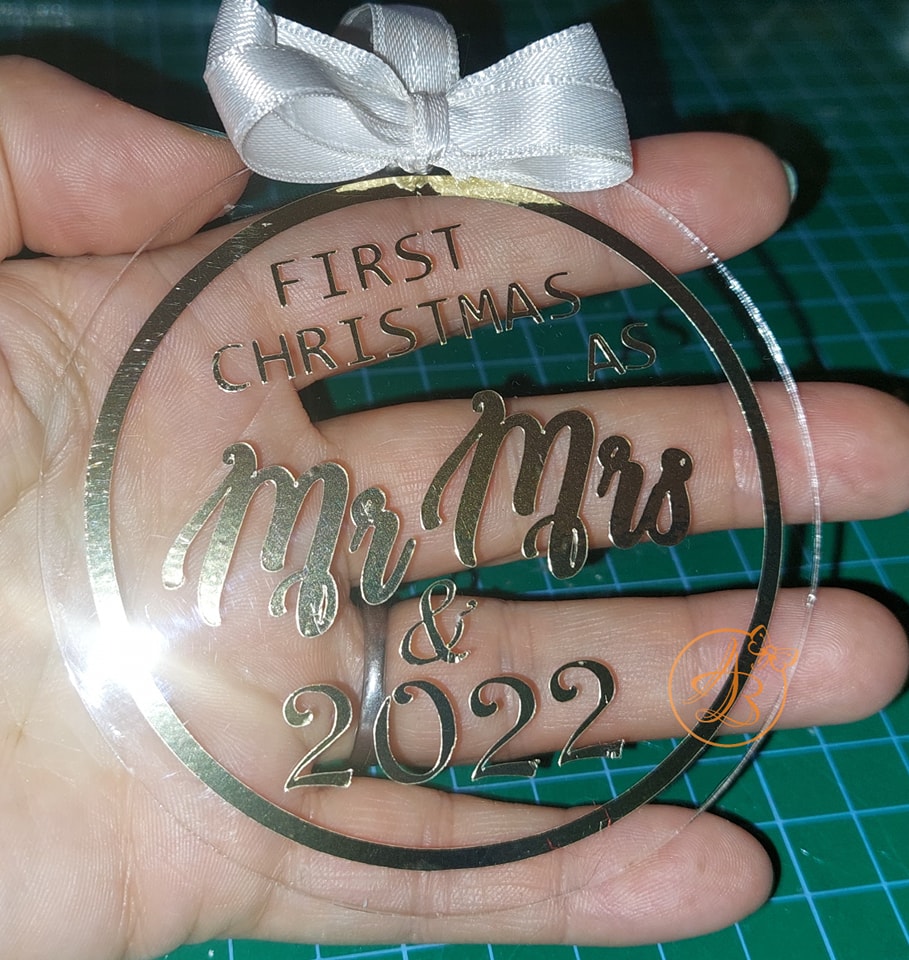 FIRST
CHRISTMAS
AS
Mr Mrs
&
2022